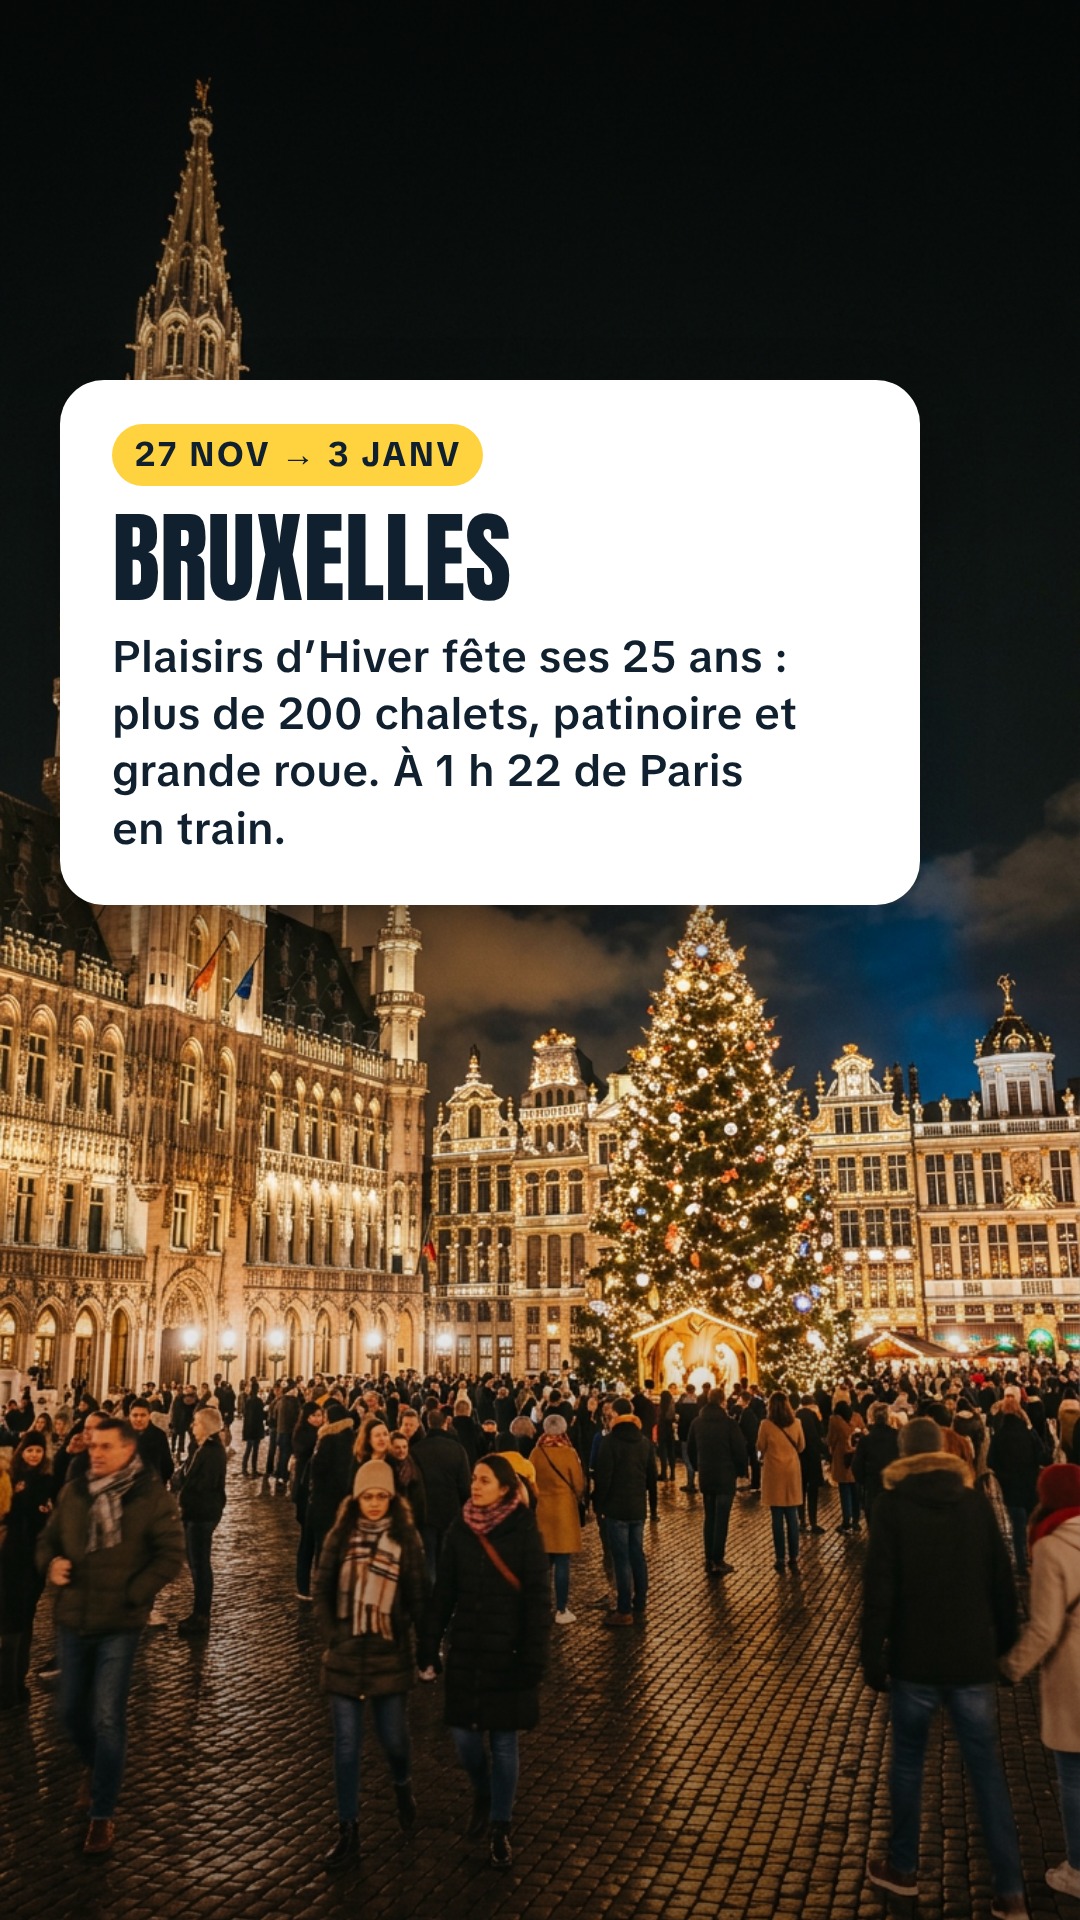 27 NOV → 3 JANV
BRUXELLES
Plaisirs d’Hiver fête ses 25 ans :
plus de 200 chalets, patinoire et
grande roue. À 1 h 22 de Paris
en train.